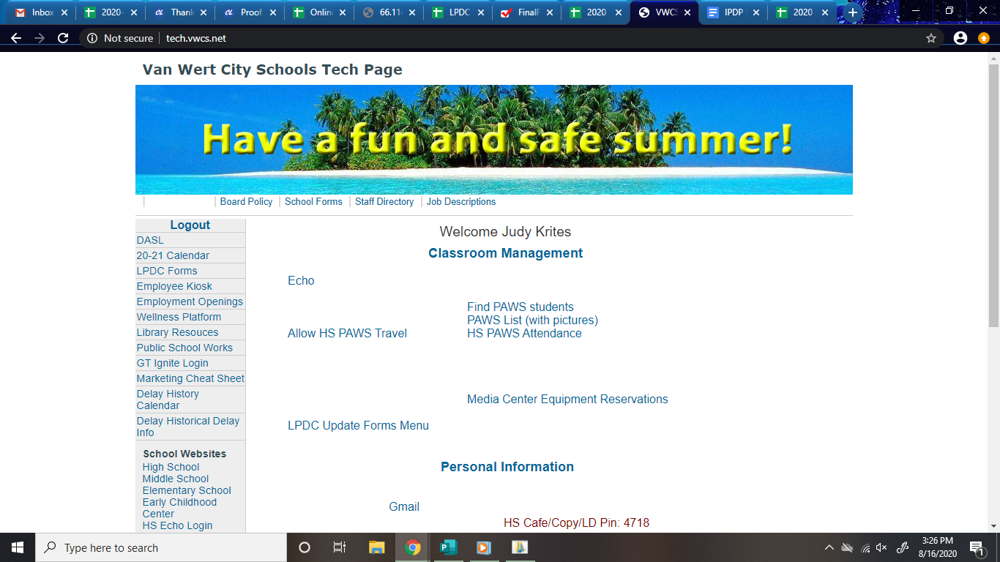 Inbox
2020-
Thank
Proof
Online
66.11-
LPDC
FinalF
2020
VWCS
IPDP
2020
Not secure
tech.vwcs.net
Van Wert City Schools Tech Page
Have a fun and safe summer!
Board Policy
School Forms
Staff Directory
Job Descriptions
Logout
DASL
20-21 Calendar
LPDC Forms
Employee Kiosk
Employment Openings
Wellness Platform
Library Resouces
Public School Works
GT Ignite Login
Marketing Cheat Sheet
Delay History
Calendar
Delay Historical Delay
Info
School Websites
High School
Middle School
Elementary School
Early Childhood
Center
HS Echo Login
Welcome Judy Krites
Classroom Management
Echo
Find PAWS students
PAWS List (with pictures)
Allow HS PAWS Travel
HS PAWS Attendance
Media Center Equipment Reservations
LPDC Update Forms Menu
Personal Information
Gmail
HS Cafe/Copy/LD Pin: 4718
Type here to search
3:26 PM
8/16/2020
1